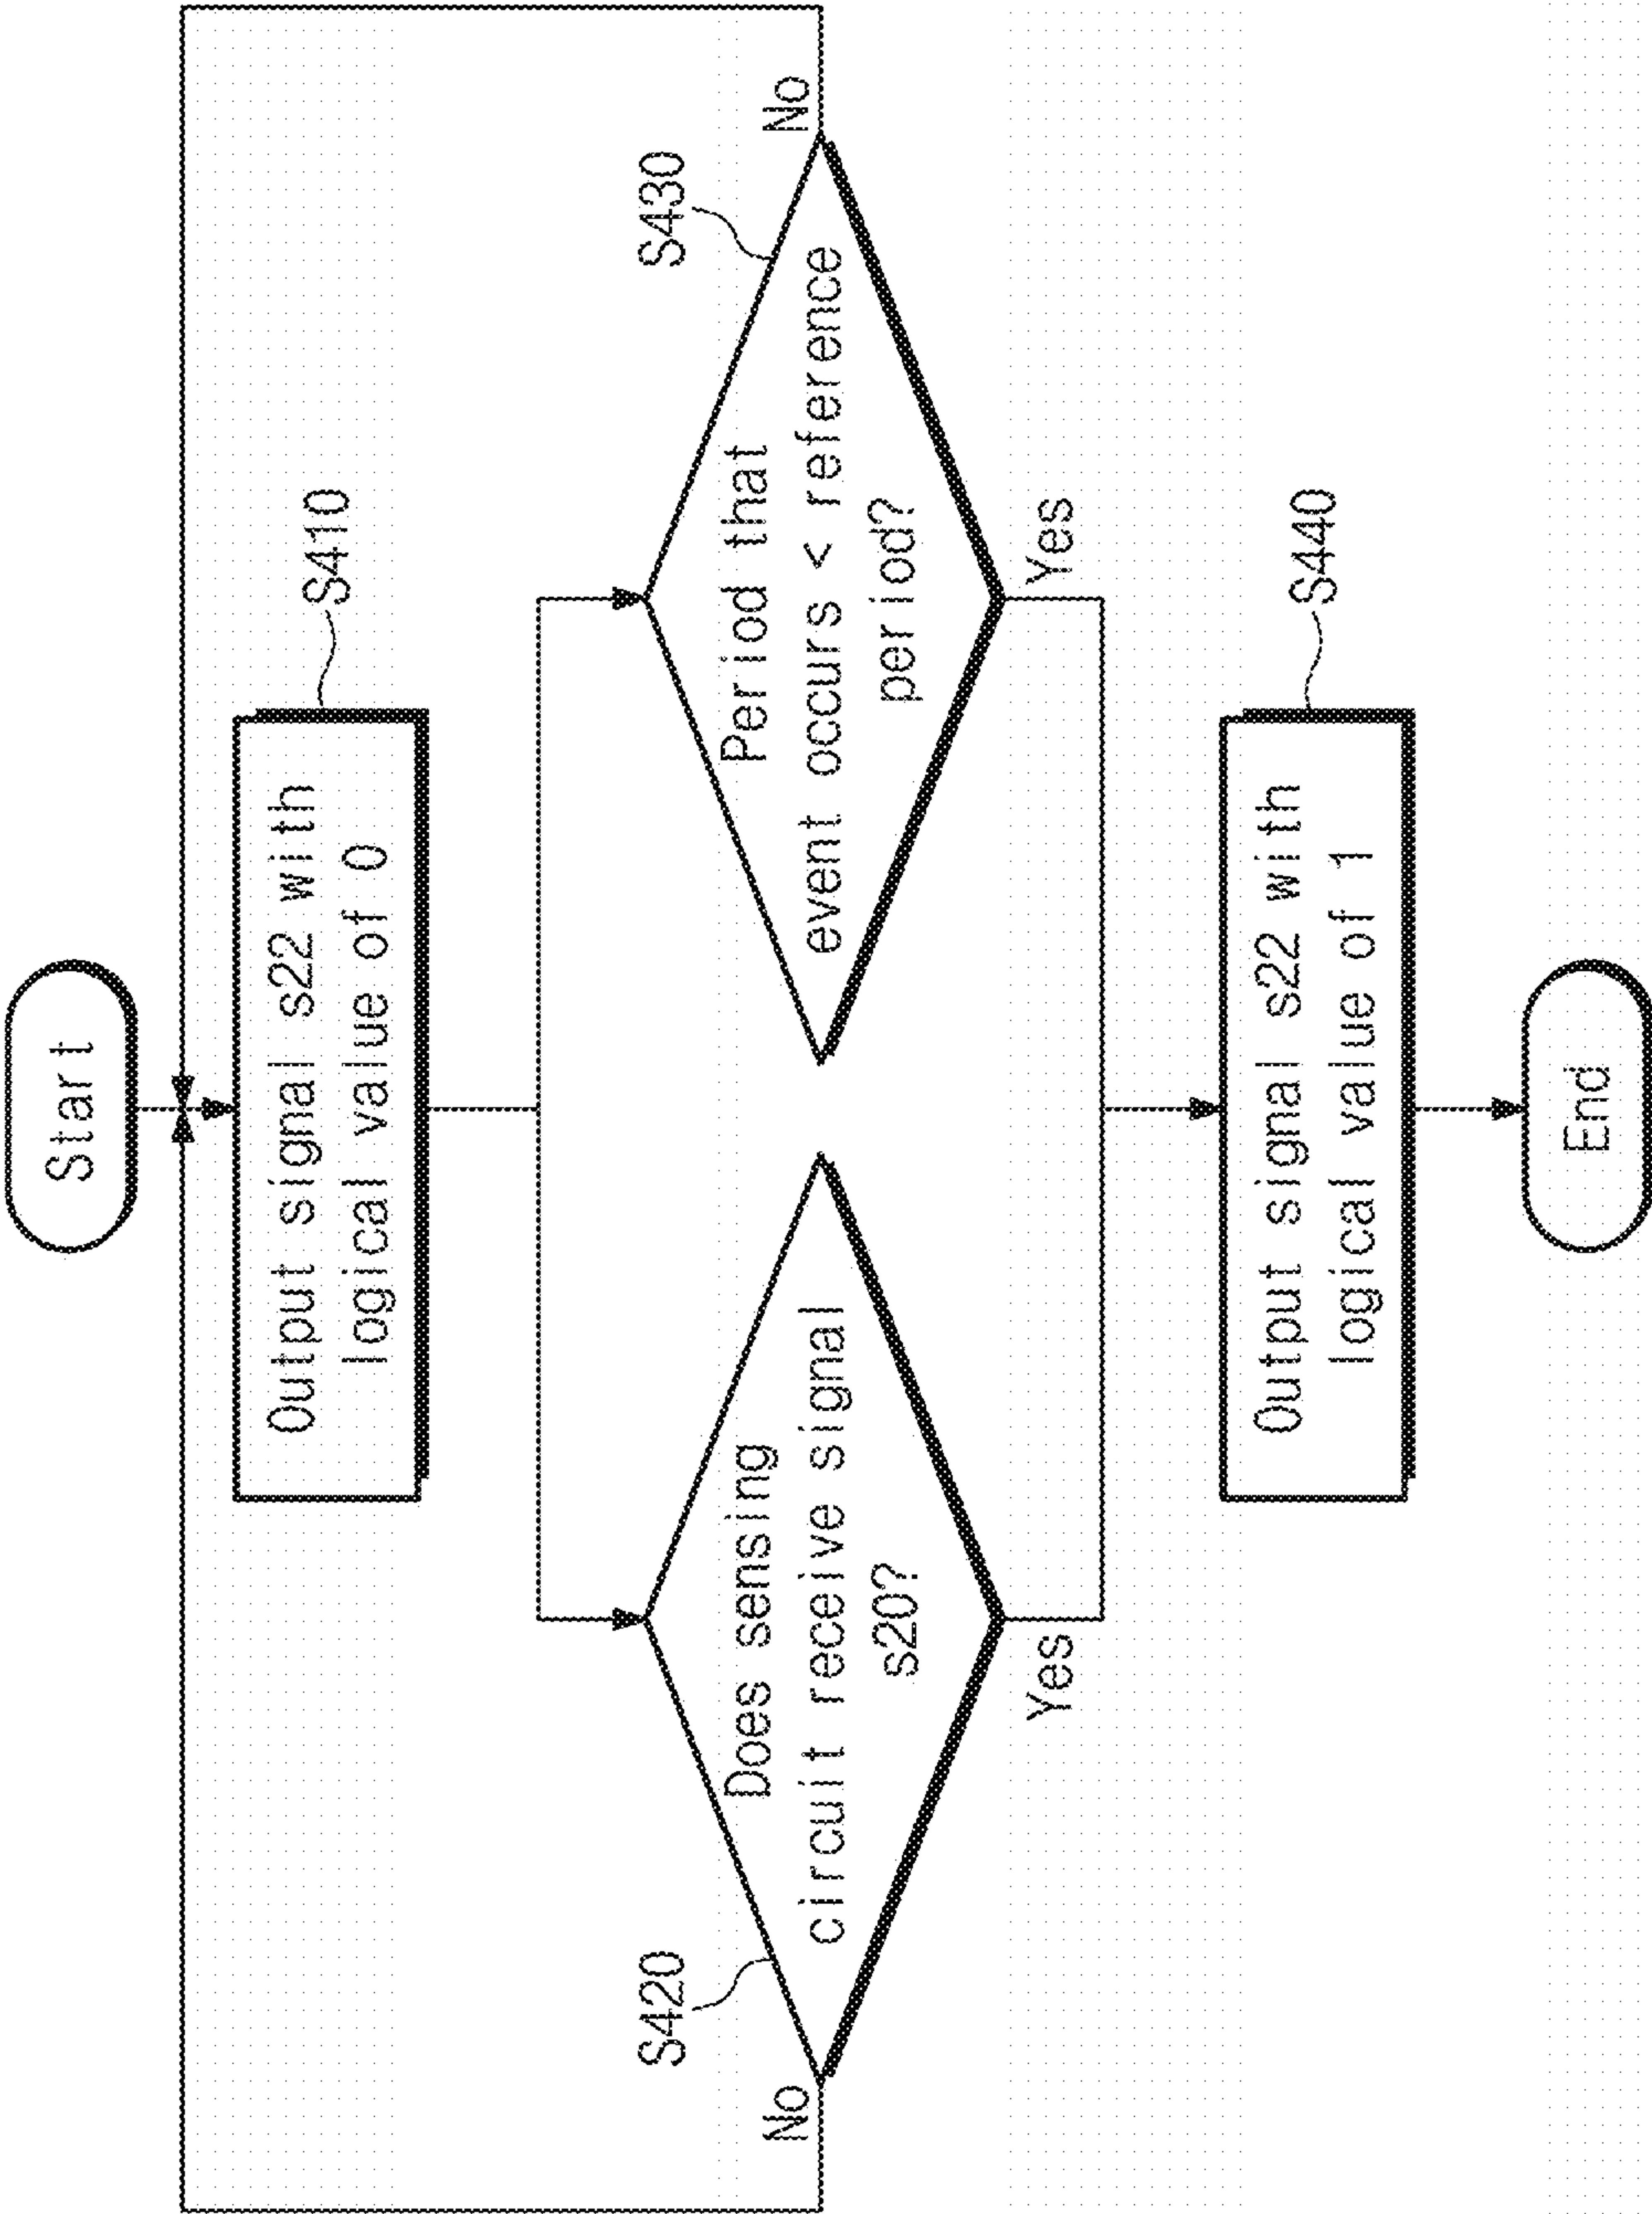 Start
Output signal s22 with
logical value of 0
S410
S420
No
Does sensing
circuit receive signal
s20?
Yes
S430
No
Period that
event occurs < reference
period?
Yes
Output signal s22 with
logical value of 1
S440
End